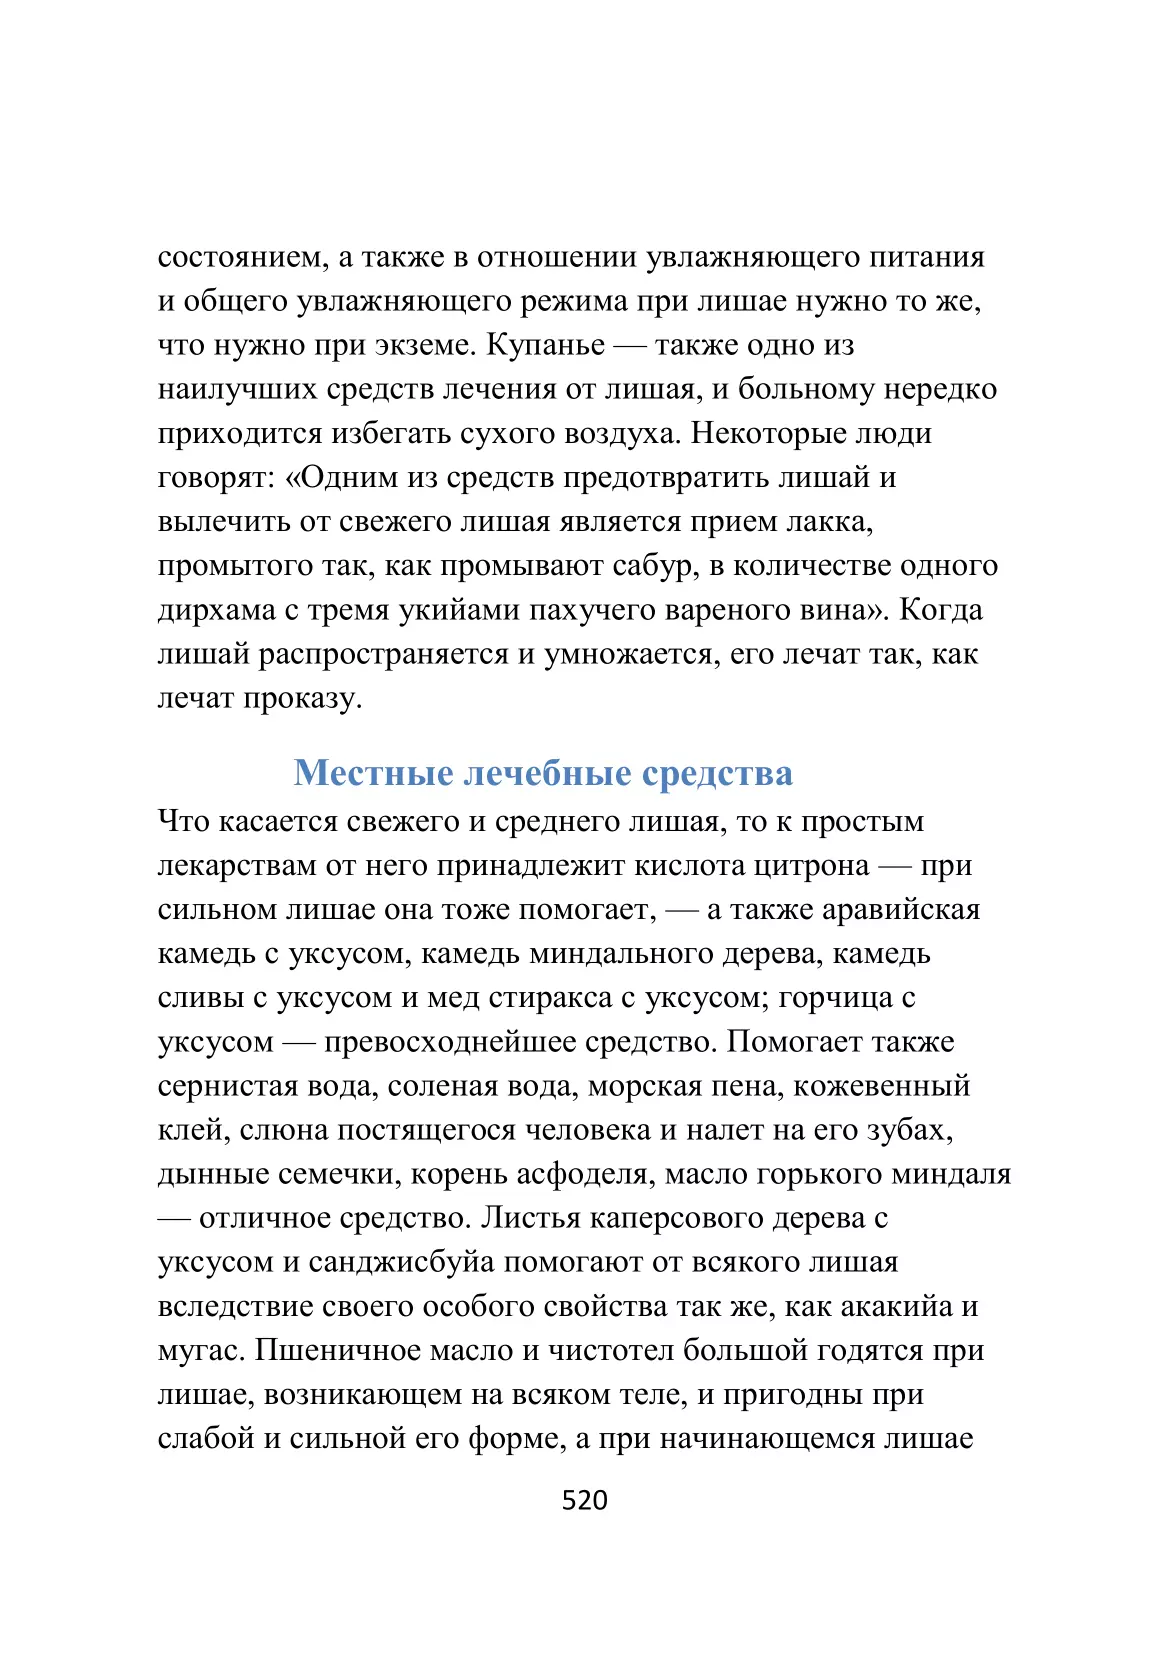 состоянием, а также в отношении увлажняющего питания
и общего увлажняющего режима при лишае нужно то же,
что нужно при экземе. Купанье — также одно из
наилучших средств лечения от лишая, и больному нередко
приходится избегать сухого воздуха. Некоторые люди
говорят: «Одним из средств предотвратить лишай и
вылечить от свежего лишая является прием лакка,
промытого так, как промывают сабур, в количестве одного
дирхама с тремя укийами пахучего вареного вина». Когда
лишай распространяется и умножается, его лечат так, как
лечат проказу.
Местные лечебные средства
Что касается свежего и среднего лишая, то к простым
лекарствам от него принадлежит кислота цитрона — при
сильном лишае она тоже помогает, — а также аравийская
камедь с уксусом, камедь миндального дерева, камедь
сливы с уксусом и мед стиракса с уксусом; горчица с
уксусом — превосходнейшее средство. Помогает также
сернистая вода, соленая вода, морская пена, кожевенный
клей, слюна постящегося человека и налет на его зубах,
дынные семечки, корень асфоделя, масло горького миндаля
— отличное средство. Листья каперсового дерева с
уксусом и санджисбуйа помогают от всякого лишая
вследствие своего особого свойства так же, как акакийа и
мугас. Пшеничное масло и чистотел большой годятся при
лишае, возникающем на всяком теле, и пригодны при
слабой и сильной его форме, а при начинающемся лишае
520